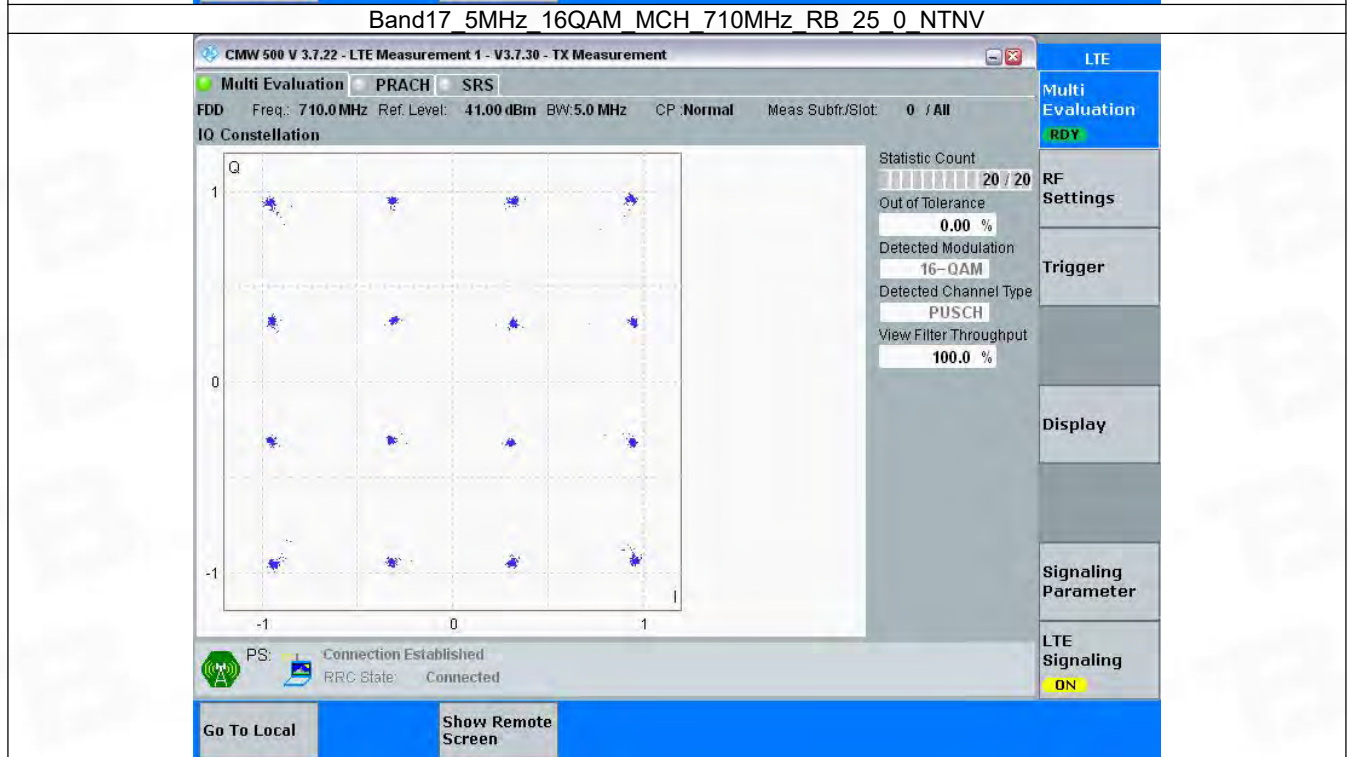 Band17_5MHz_16QAM_MCH_710MHz_RB_25_0_NTNV
CMW 500 V 3.7.22 - LTE Measurement 1 - V3.7.30 - TX Measurement
LTE
Multi Evaluation PRACH SRS
Multi
Evaluation
RDY
FDD Freq.: 710.0 MHz Ref. Level: 41.00 dBm BW: 5.0 MHz CP :Normal Meas Subfr./Slot: 0 / All
IQ Constellation
Q
1
0
-1
I
-1 0 1
Statistic Count
20 / 20
Out of Tolerance
0.00 %
Detected Modulation
16-QAM
Detected Channel Type
PUSCH
View Filter Throughput
100.0 %
RF
Settings
Trigger
Display
Signaling
Parameter
LTE
Signaling
ON
PS: Connection Established
RRC State: Connected
Go To Local
Show Remote
Screen